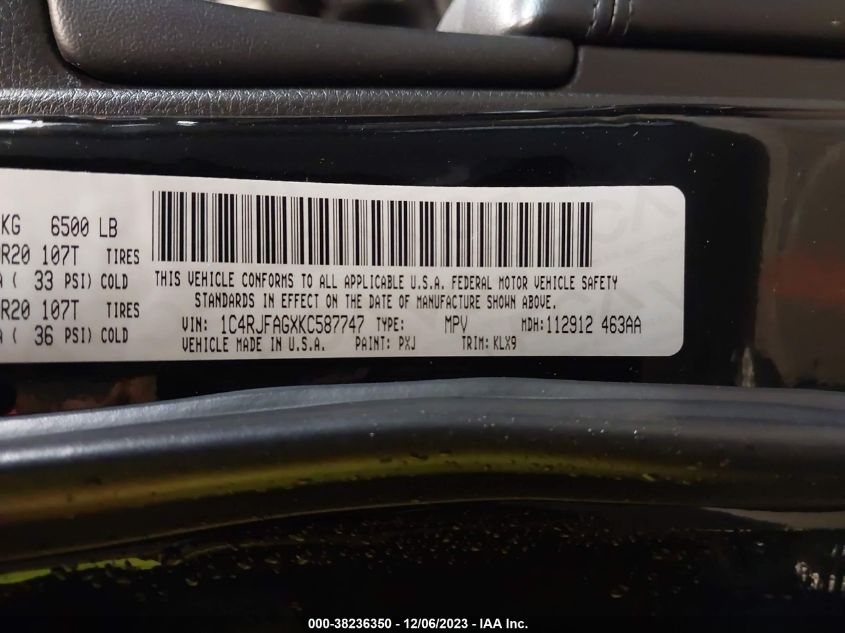 KG 6500 LB
R20 107T TIRES
( 33 PSI) COLD
R20 107T TIRES
( 36 PSI) COLD
THIS VEHICLE CONFORMS TO ALL APPLICABLE U.S.A. FEDERAL MOTOR VEHICLE SAFETY
STANDARDS IN EFFECT ON THE DATE OF MANUFACTURE SHOWN ABOVE.
VIN: 1C4RJFAGXKC587747 TYPE: MPV MDH: 112912 463AA
VEHICLE MADE IN U.S.A. PAINT: PXJ TRIM: KLX9
000-38236350 - 12/06/2023 - IAA Inc.